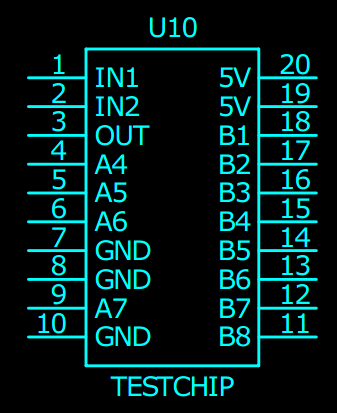 U10
1 IN1 5V 20
2 IN2 5V 19
3 OUT B1 18
4 A4 B2 17
5 A5 B3 16
6 A6 B4 15
7 GND B5 14
8 GND B6 13
9 A7 B7 12
10 GND B8 11
TESTCHIP